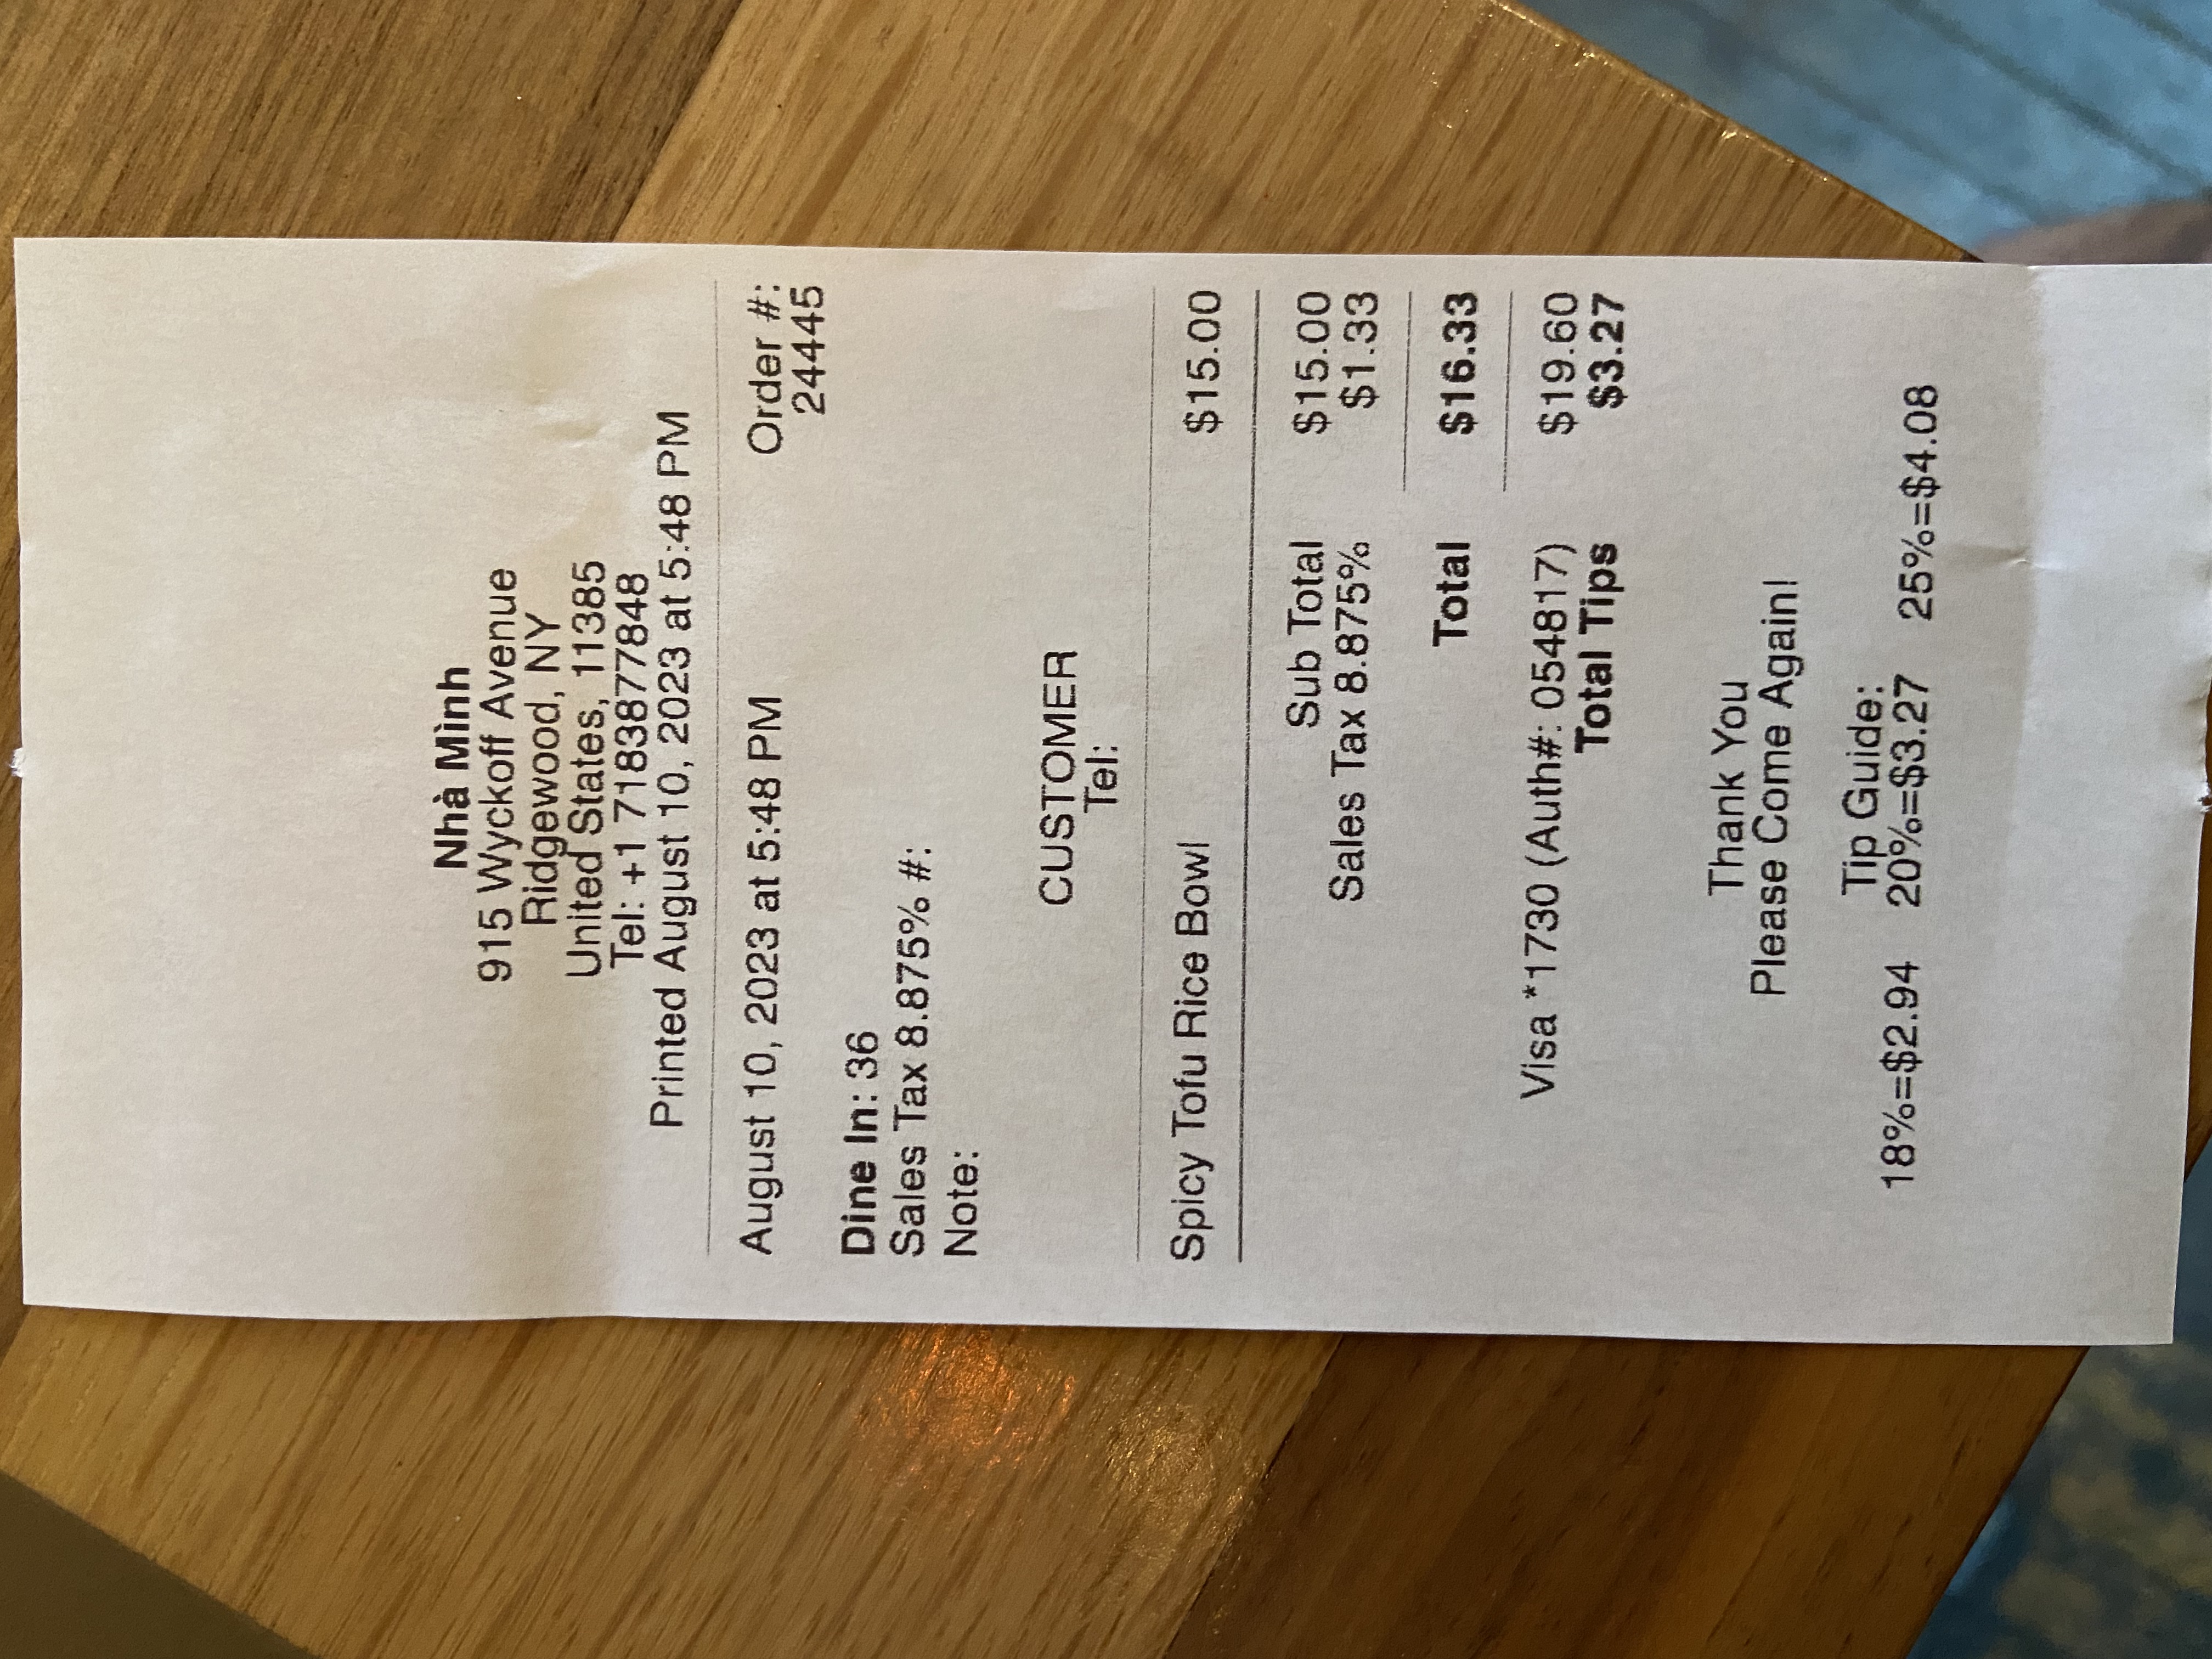 Nhà Mình
915 Wyckoff Avenue
Ridgewood, NY
United States, 11385
Tel: +1 7183877848
Printed August 10, 2023 at 5:48 PM
August 10, 2023 at 5:48 PM Order #:
24445
Dine In: 36
Sales Tax 8.875% #:
Note:
CUSTOMER
Tel:
Spicy Tofu Rice Bowl $15.00
Sub Total $15.00
Sales Tax 8.875% $1.33
Total $16.33
Visa *1730 (Auth#: 054817) $19.60
Total Tips $3.27
Thank You
Please Come Again!
Tip Guide:
18%=$2.94 20%=$3.27 25%=$4.08